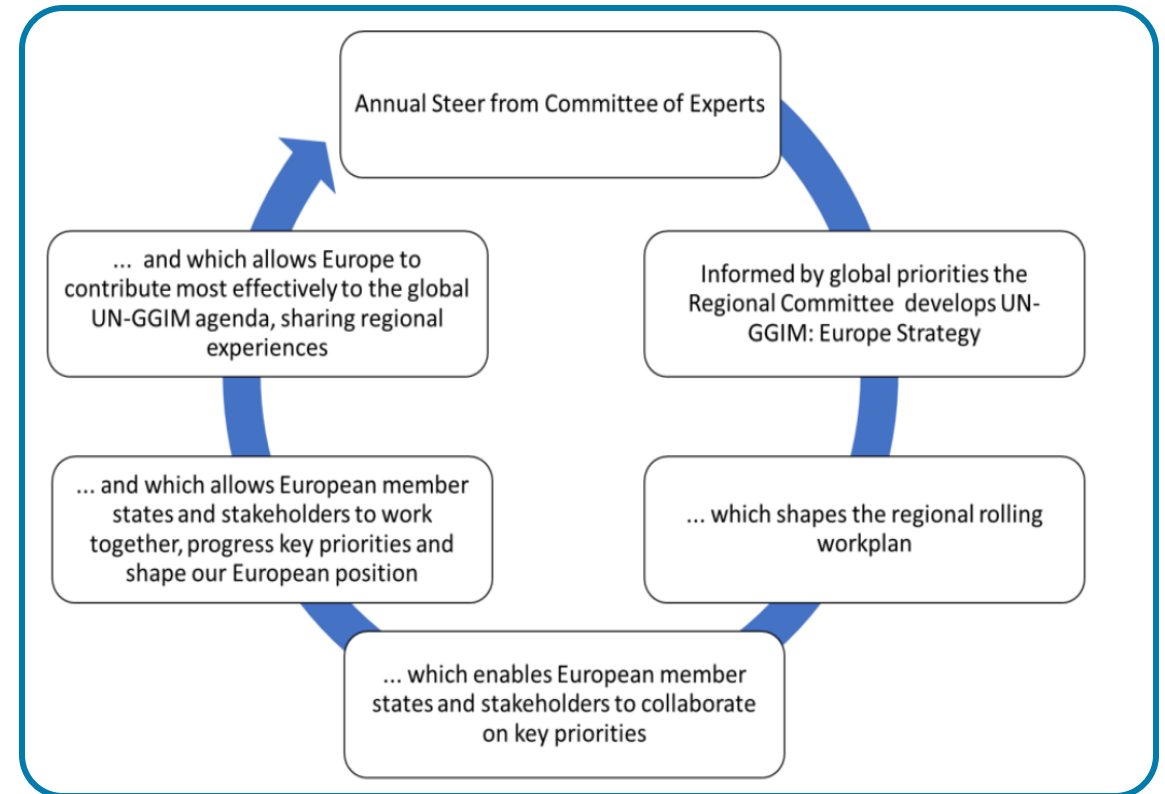 Annual Steer from Committee of Experts
Informed by global priorities the
Regional Committee develops UN-
GGIM: Europe Strategy
... which shapes the regional rolling
workplan
... which enables European member
states and stakeholders to collaborate
on key priorities
... and which allows European member
states and stakeholders to work
together, progress key priorities and
shape our European position
... and which allows Europe to
contribute most effectively to the global
UN-GGIM agenda, sharing regional
experiences